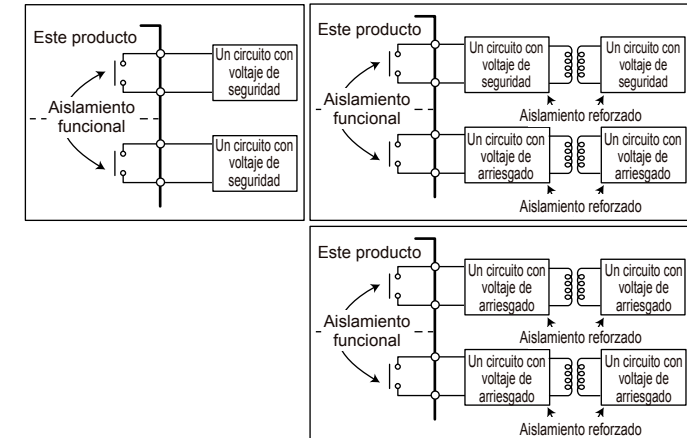 Este producto
Un circuito con
voltaje de
seguridad
Aislamiento
funcional
Un circuito con
voltaje de
seguridad
Este producto
Un circuito con
voltaje de
seguridad
Un circuito con
voltaje de
seguridad
Aislamiento reforzado
Aislamiento
funcional
Un circuito con
voltaje de
arriesgado
Un circuito con
voltaje de
arriesgado
Aislamiento reforzado
Este producto
Un circuito con
voltaje de
arriesgado
Un circuito con
voltaje de
arriesgado
Aislamiento reforzado
Aislamiento
funcional
Un circuito con
voltaje de
arriesgado
Un circuito con
voltaje de
arriesgado
Aislamiento reforzado